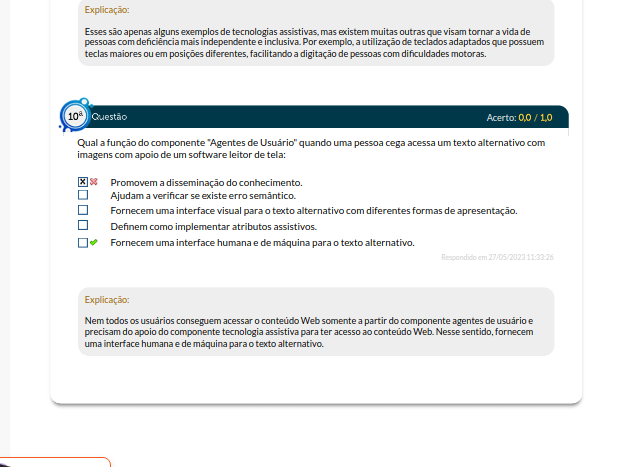 Explicação:
Esses são apenas alguns exemplos de tecnologias assistivas, mas existem muitas outras que visam tornar a vida de
pessoas com deficiência mais independente e inclusiva. Por exemplo, a utilização de teclados adaptados que possuem
teclas maiores ou em posições diferentes, facilitando a digitação de pessoas com dificuldades motoras.
10ª Questão Acerto: 0,0 / 1,0
Qual a função do componente "Agentes de Usuário" quando uma pessoa cega acessa um texto alternativo com
imagens com apoio de um software leitor de tela:
Promovem a disseminação do conhecimento.
Ajudam a verificar se existe erro semântico.
Fornecem uma interface visual para o texto alternativo com diferentes formas de apresentação.
Definem como implementar atributos assistivos.
Fornecem uma interface humana e de máquina para o texto alternativo.
Respondido em 27/05/2023 11:33:26
Explicação:
Nem todos os usuários conseguem acessar o conteúdo Web somente a partir do componente agentes de usuário e
precisam do apoio do componente tecnologia assistiva para ter acesso ao conteúdo Web. Nesse sentido, fornecem
uma interface humana e de máquina para o texto alternativo.